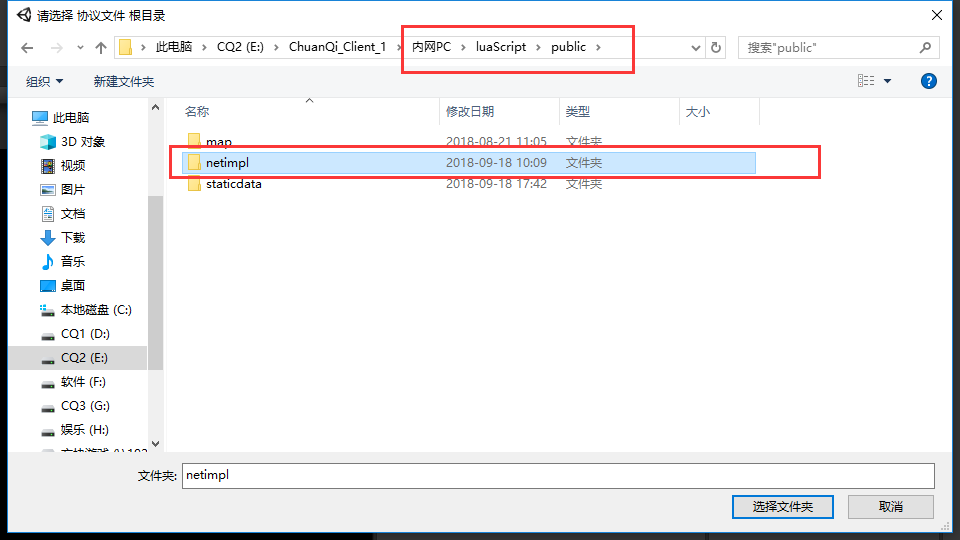 请选择 协议文件 根目录
此电脑 CQ2 (E:) ChuanQi_Client_1 内网PC luaScript public
搜索"public"
组织 新建文件夹
名称 修改日期 类型 大小
此电脑
3D 对象
视频
图片
文档
下载
音乐
桌面
本地磁盘 (C:)
CQ1 (D:)
CQ2 (E:)
软件 (F:)
CQ3 (G:)
娱乐 (H:)
map 2018-08-21 11:05 文件夹
netimpl 2018-09-18 10:09 文件夹
staticdata 2018-09-18 17:42 文件夹
文件夹: netimpl
选择文件夹 取消